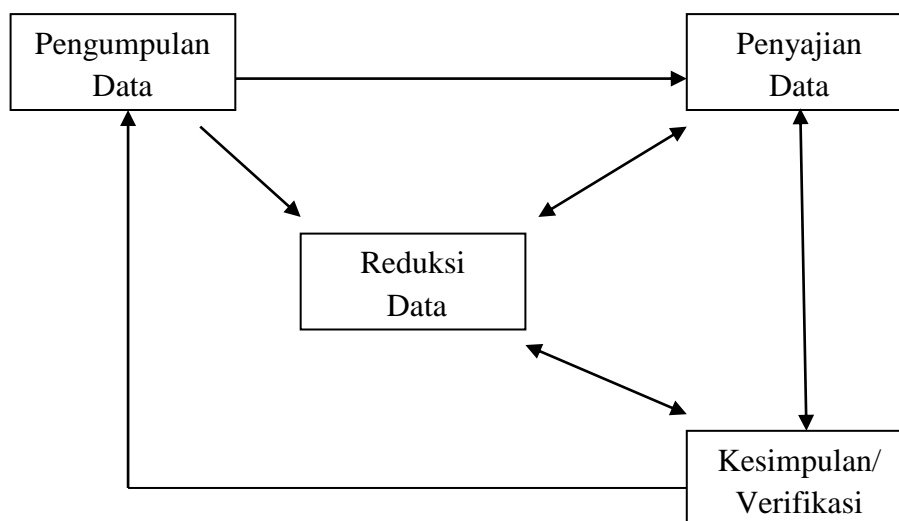 Pengumpulan
Data
Penyajian
Data
Reduksi
Data
Kesimpulan/
Verifikasi